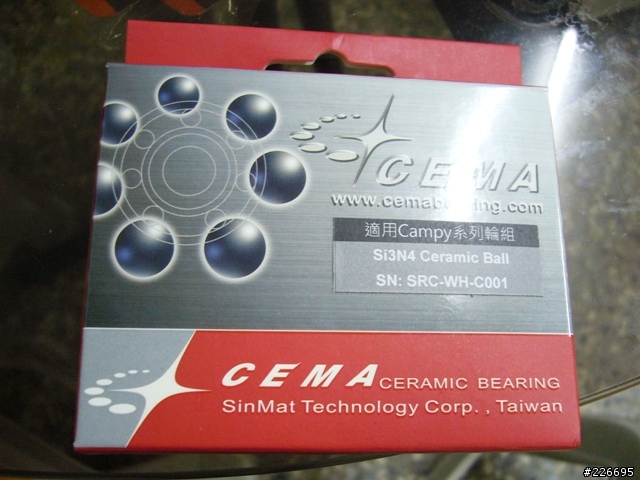 CEMA
www.cemabearing.com
適用Campy系列輪組
Si3N4 Ceramic Ball
SN: SRC-WH-C001
CEMA CERAMIC BEARING
SinMat Technology Corp. , Taiwan
#226695